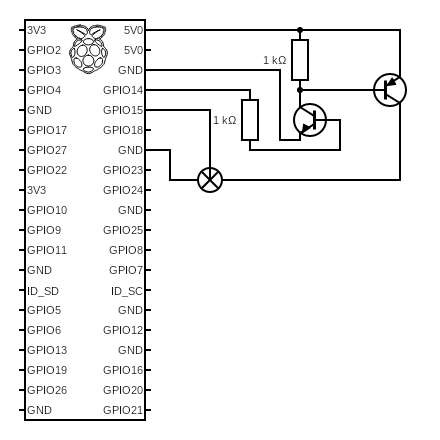 3V3 5V0
GPIO2 5V0
GPIO3 GND
GPIO4 GPIO14
GND GPIO15
GPIO17 GPIO18
GPIO27 GND
GPIO22 GPIO23
3V3 GPIO24
GPIO10 GND
GPIO9 GPIO25
GPIO11 GPIO8
GND GPIO7
ID_SD ID_SC
GPIO5 GND
GPIO6 GPIO12
GPIO13 GND
GPIO19 GPIO16
GPIO26 GPIO20
GND GPIO21
1 kΩ
1 kΩ